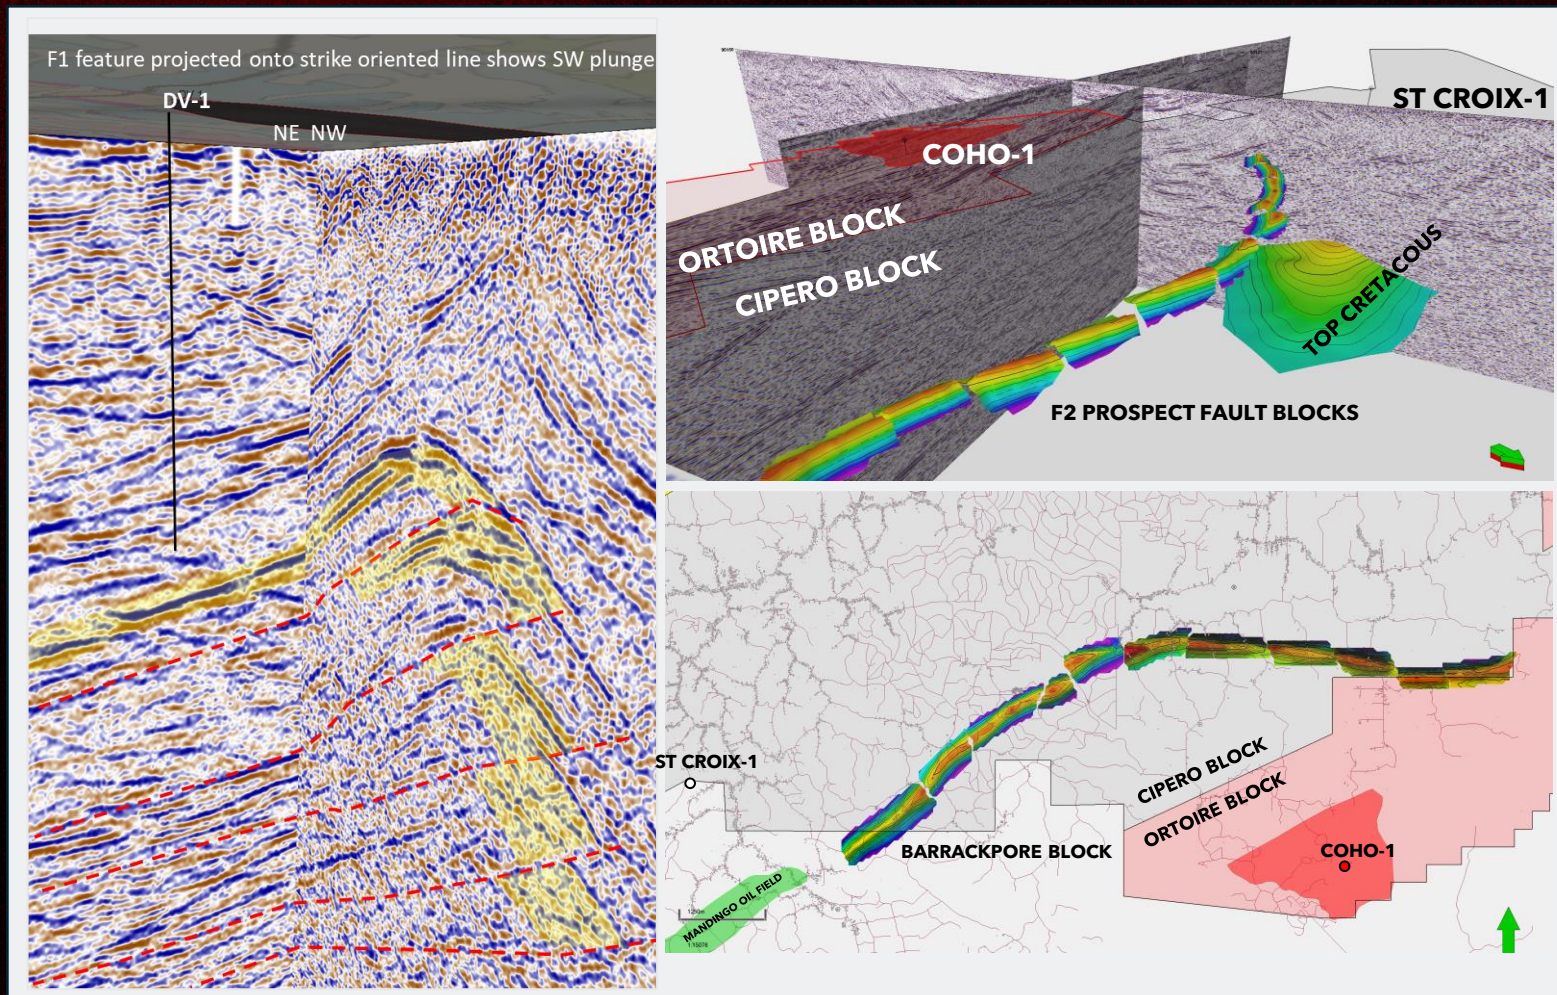 F1 feature projected onto strike oriented line shows SW plunge
DV-1
NE NW
ST CROIX-1
COHO-1
ORTOIRE BLOCK
CIPERO BLOCK
TOP CRETACOUS
F2 PROSPECT FAULT BLOCKS
ST CROIX-1
CIPERO BLOCK
ORTOIRE BLOCK
BARRACKPORE BLOCK
COHO-1
MANDINGO OIL FIELD